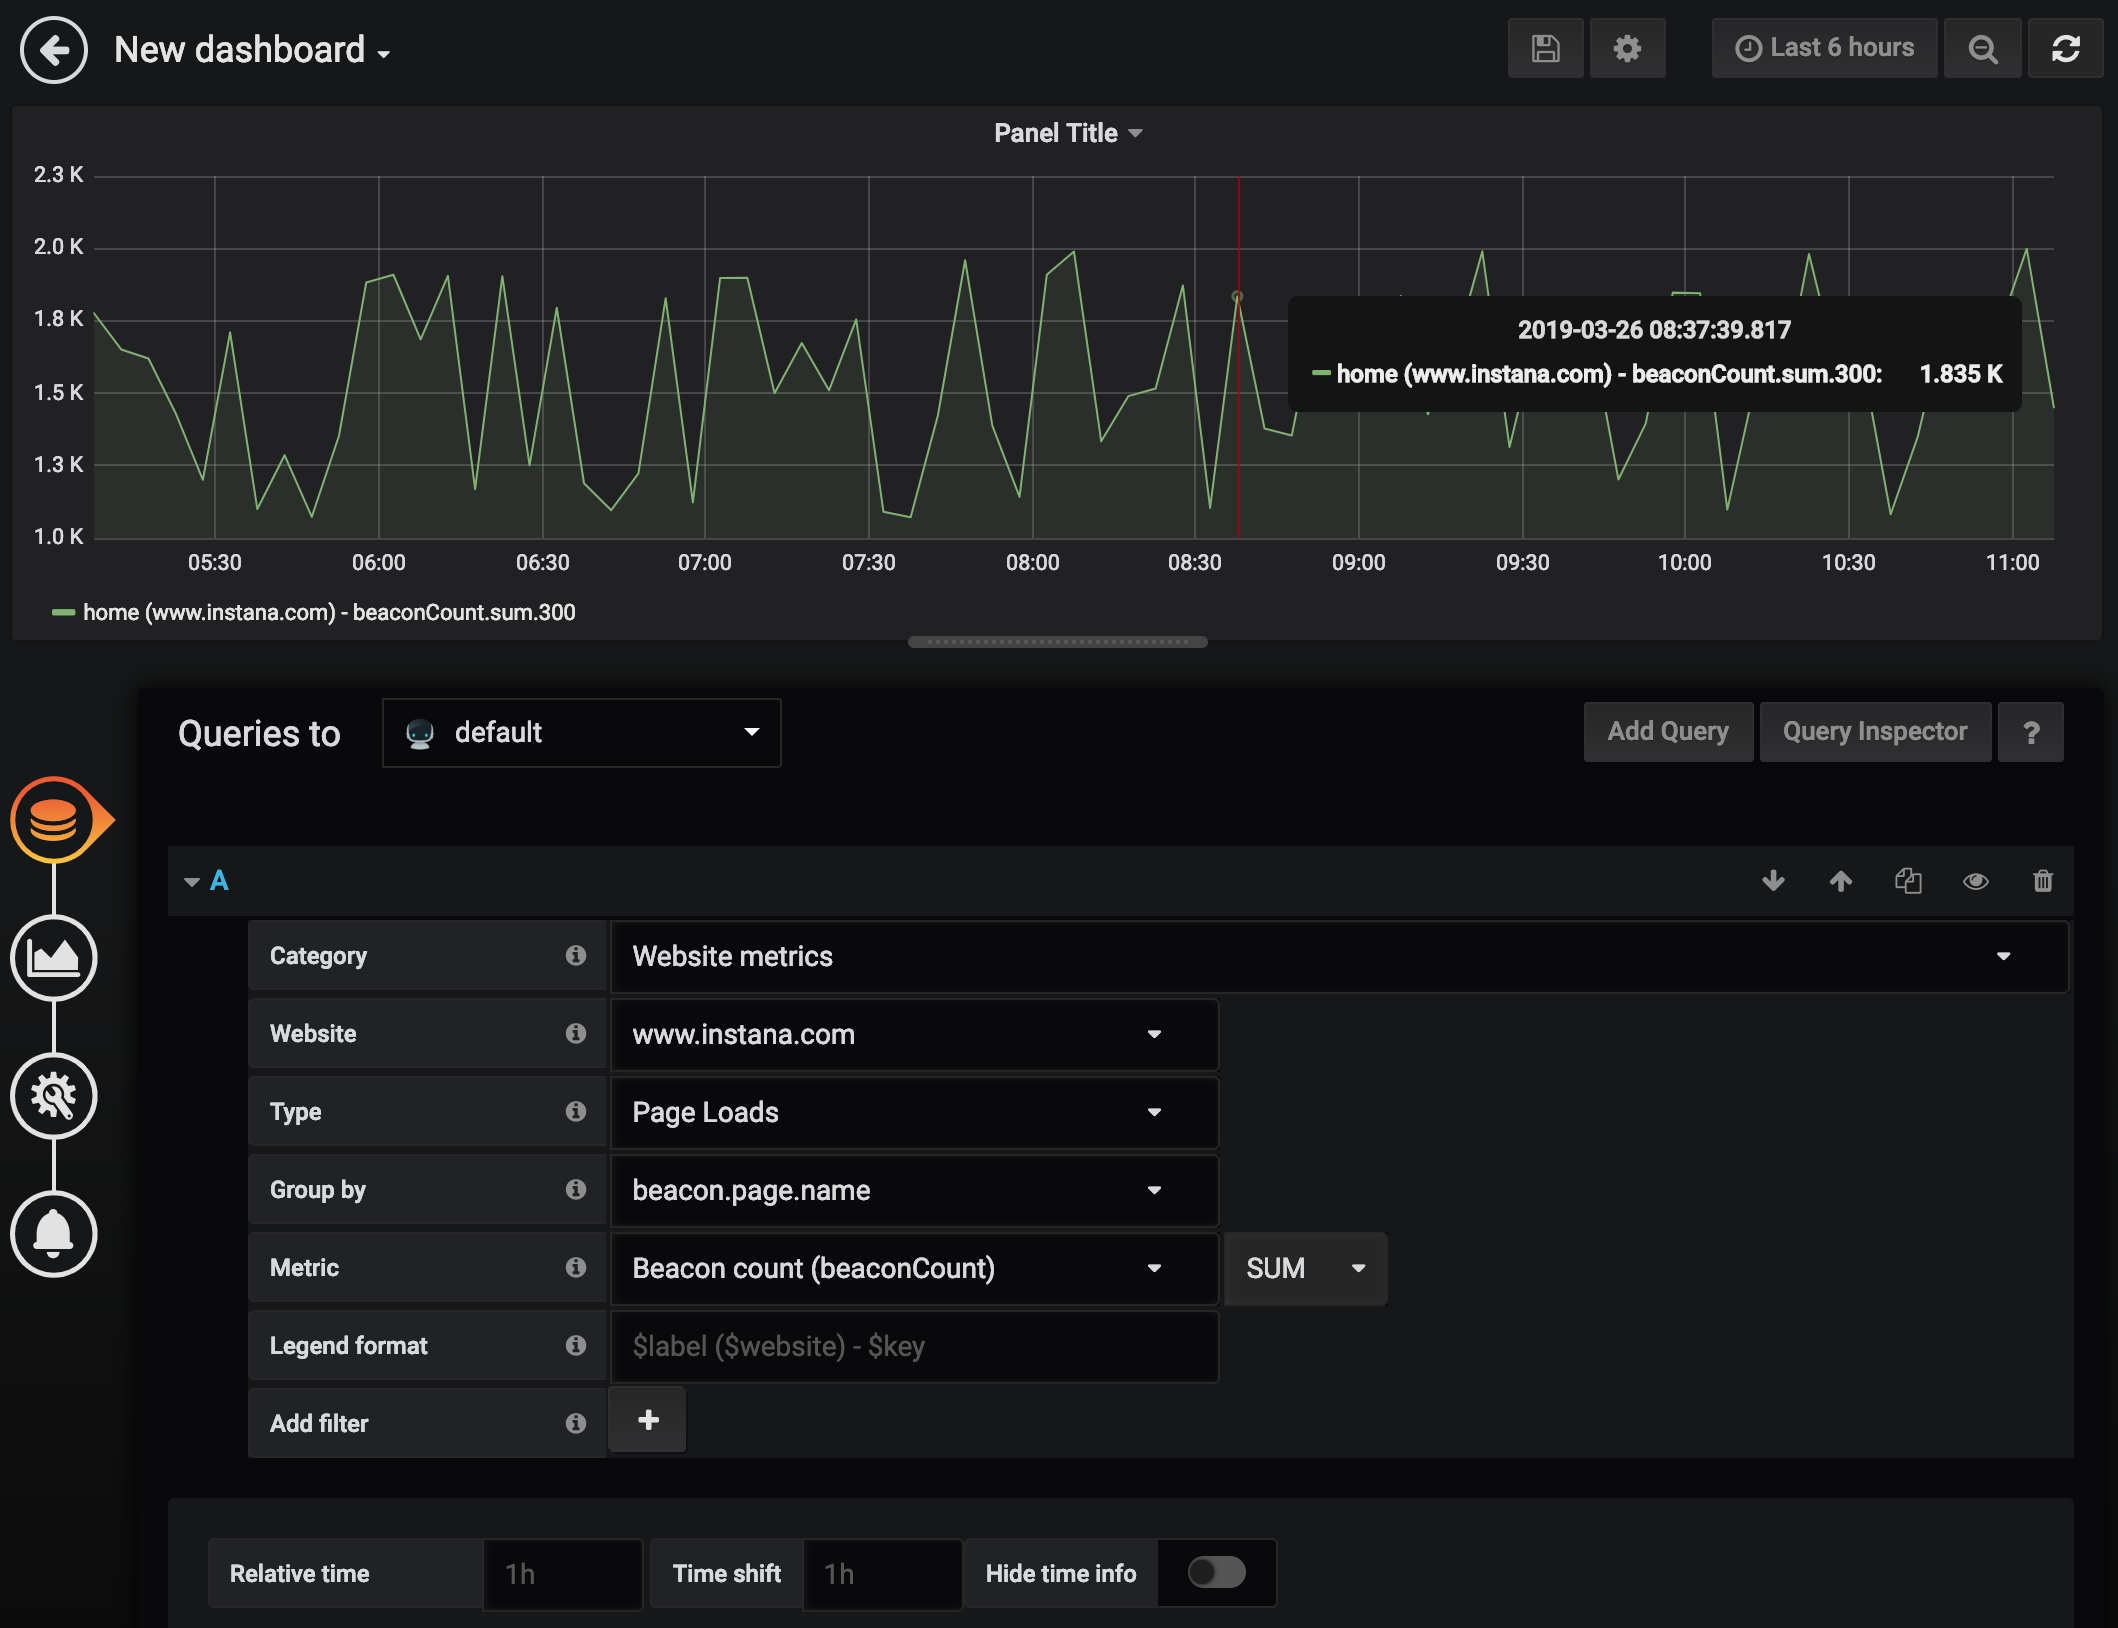 New dashboard
Last 6 hours
Panel Title
2.3 K
2.0 K
1.8 K
1.5 K
1.3 K
1.0 K
2019-03-26 08:37:39.817
home (www.instana.com) - beaconCount.sum.300: 1.835 K
05:30 06:00 06:30 07:00 07:30 08:00 08:30 09:00 09:30 10:00 10:30 11:00
home (www.instana.com) - beaconCount.sum.300
Queries to default Add Query Query Inspector ?
A
Category Website metrics
Website www.instana.com
Type Page Loads
Group by beacon.page.name
Metric Beacon count (beaconCount) SUM
Legend format $label ($website) - $key
Add filter +
Relative time 1h Time shift 1h Hide time info